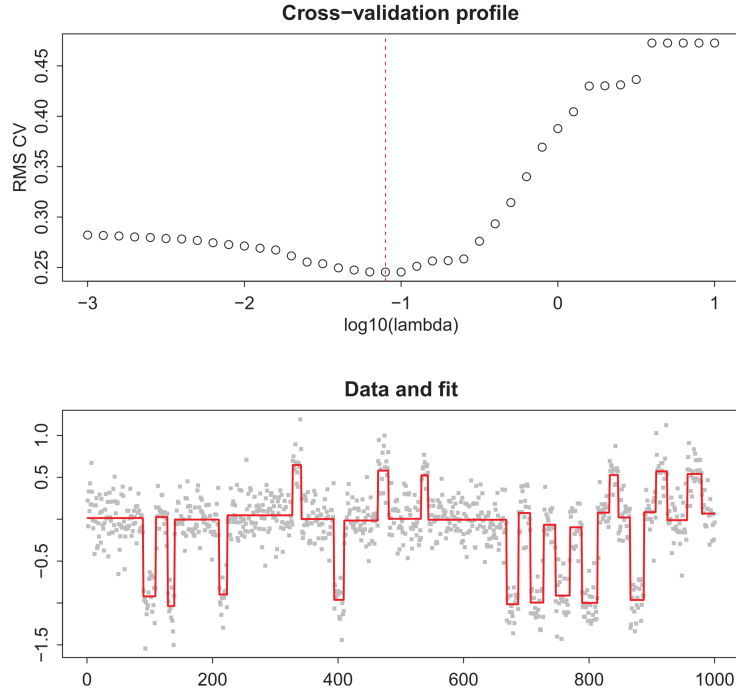 Cross−validation profile
RMS CV
0.45
0.40
0.35
0.30
0.25
−3 −2 −1 0 1
log10(lambda)
Data and fit
1.0
0.5
−0.5
−1.5
0 200 400 600 800 1000